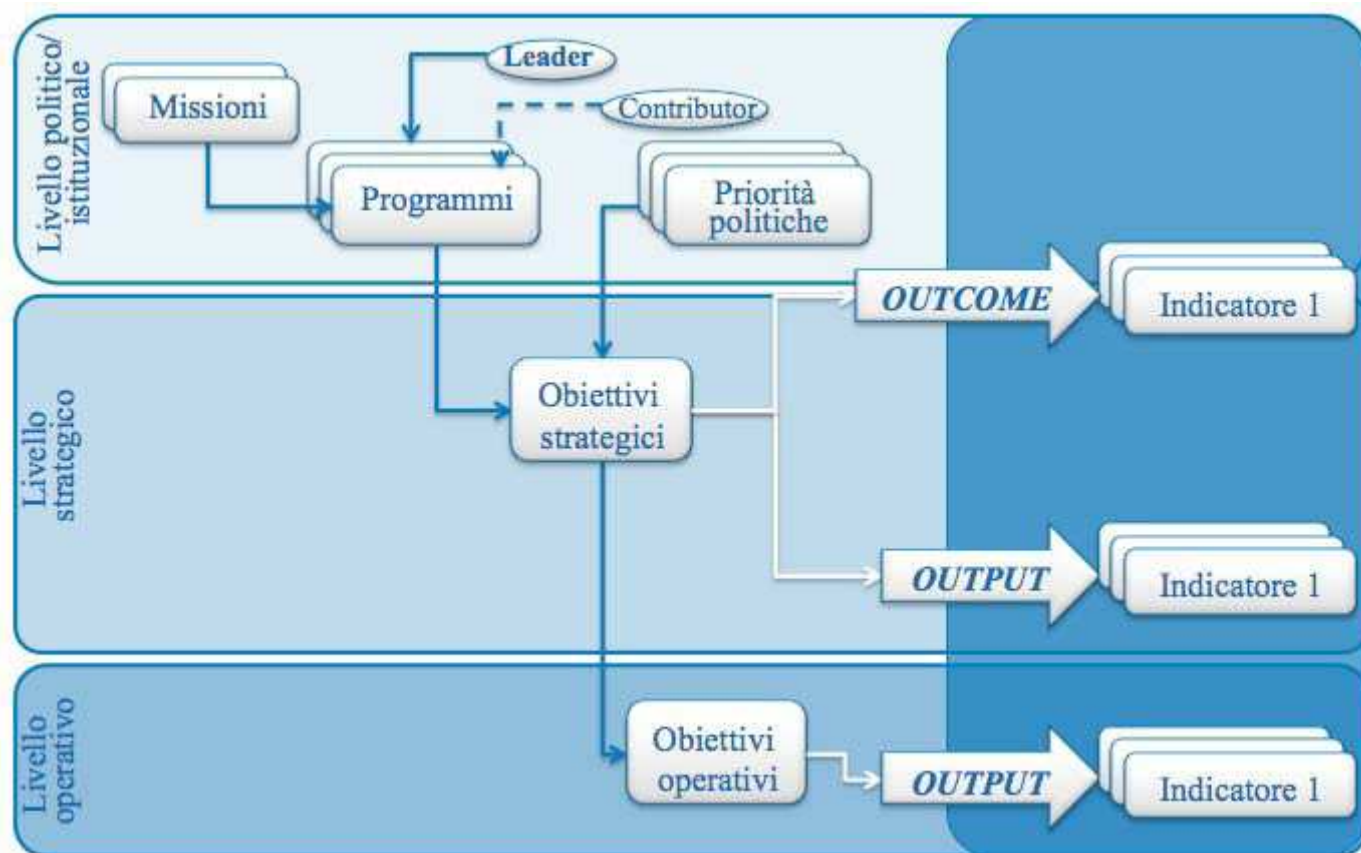 Livello politico/
istituzionale
Leader
Missioni
Contributor
Programmi
Priorità
politiche
OUTCOME
Indicatore 1
Livello
strategico
Obiettivi
strategici
OUTPUT
Indicatore 1
Livello
operativo
Obiettivi
operativi
OUTPUT
Indicatore 1